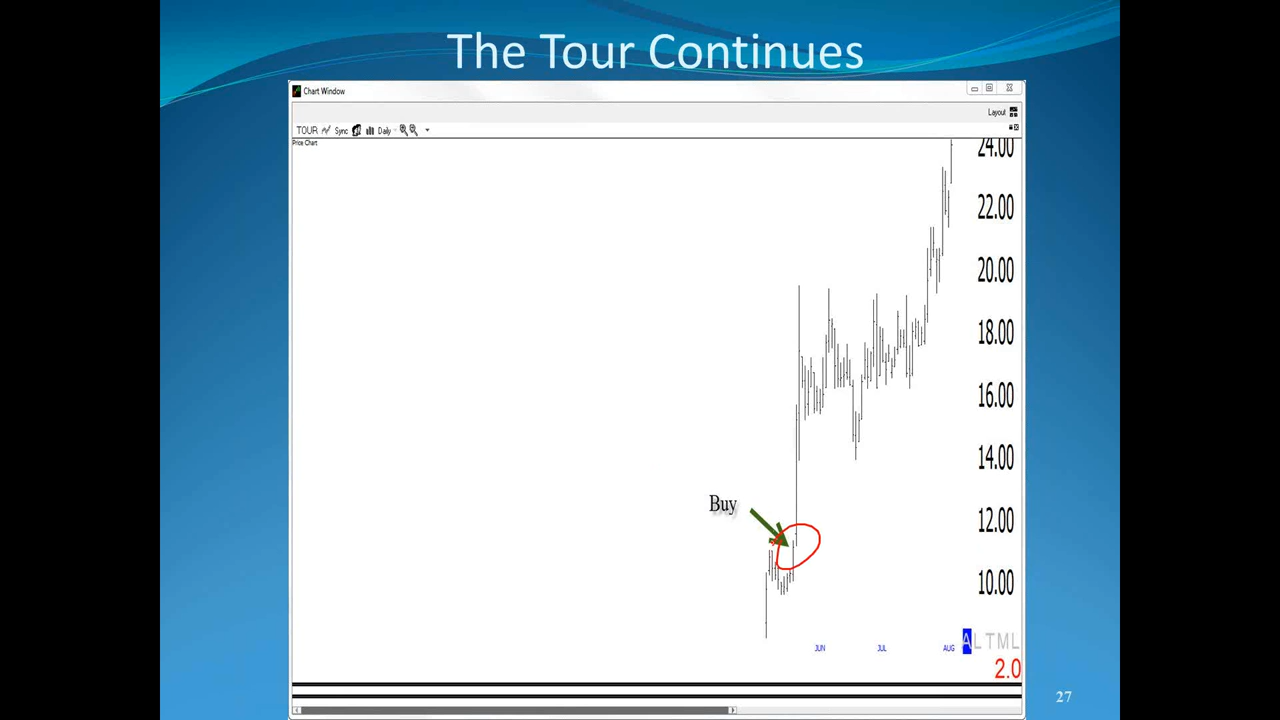 The Tour Continues
Chart Window
Layout
TOUR Sync Daily
Price Chart
24.00
22.00
20.00
18.00
16.00
14.00
Buy
12.00
10.00
A L T M L
JUN JUL AUG
2.0
27